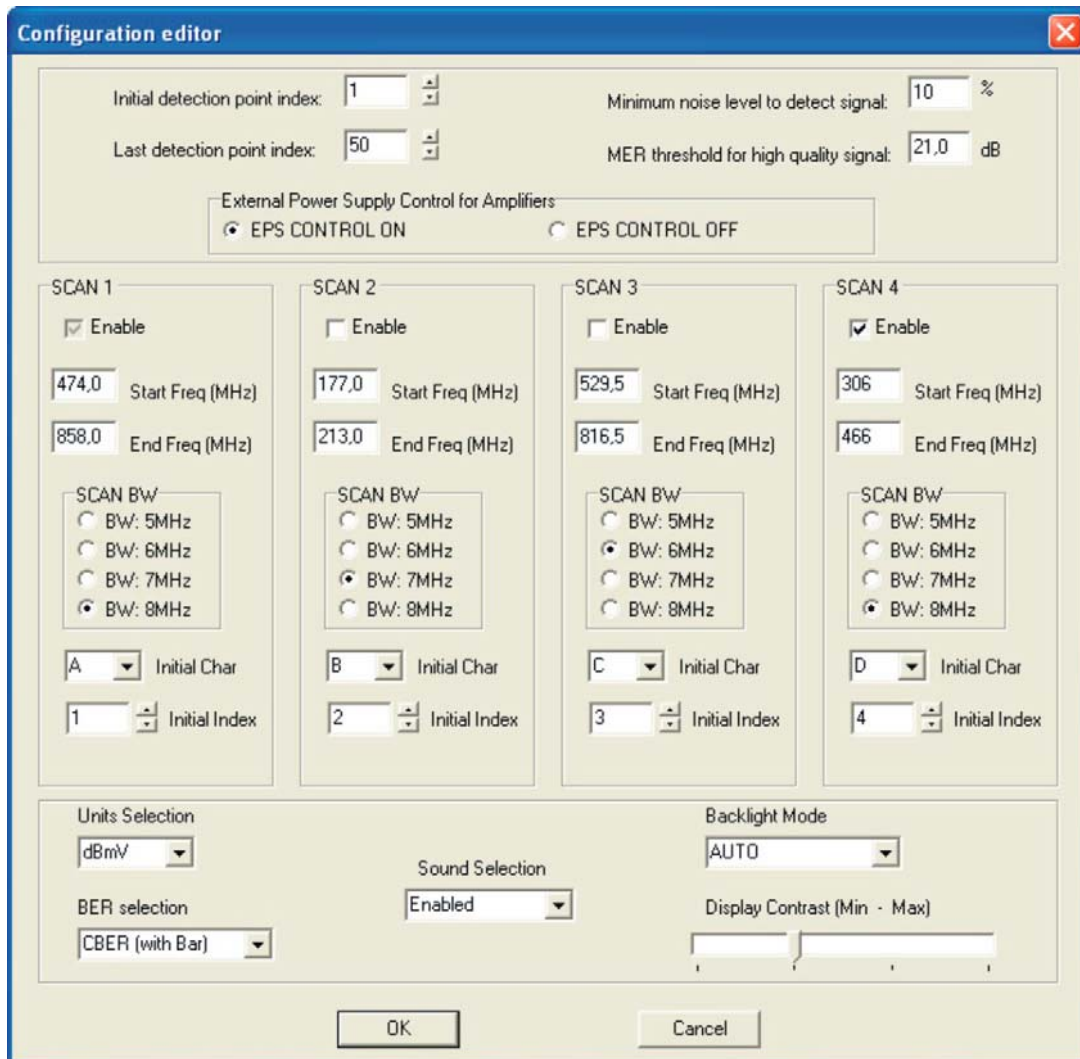 Configuration editor
Initial detection point index: 1
Minimum noise level to detect signal: 10 %
Last detection point index: 50
MER threshold for high quality signal: 21,0 dB
External Power Supply Control for Amplifiers
EPS CONTROL ON EPS CONTROL OFF
SCAN 1
Enable
474,0 Start Freq (MHz)
858,0 End Freq (MHz)
SCAN BW
BW: 5MHz
BW: 6MHz
BW: 7MHz
BW: 8MHz
A Initial Char
1 Initial Index
SCAN 2
Enable
177,0 Start Freq (MHz)
213,0 End Freq (MHz)
SCAN BW
BW: 5MHz
BW: 6MHz
BW: 7MHz
BW: 8MHz
B Initial Char
2 Initial Index
SCAN 3
Enable
529,5 Start Freq (MHz)
816,5 End Freq (MHz)
SCAN BW
BW: 5MHz
BW: 6MHz
BW: 7MHz
BW: 8MHz
C Initial Char
3 Initial Index
SCAN 4
Enable
306 Start Freq (MHz)
466 End Freq (MHz)
SCAN BW
BW: 5MHz
BW: 6MHz
BW: 7MHz
BW: 8MHz
D Initial Char
4 Initial Index
Units Selection
dBmV
BER selection
CBER (with Bar)
Sound Selection
Enabled
Backlight Mode
AUTO
Display Contrast (Min - Max)
OK Cancel